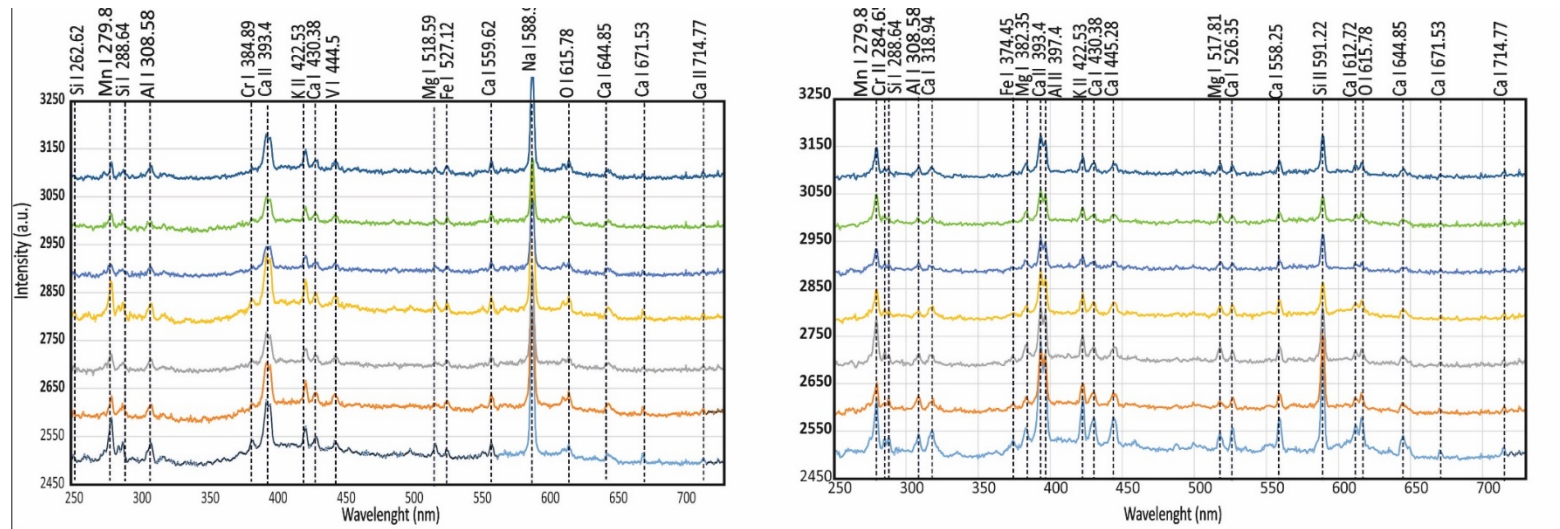 Si I 262.62
Mn I 279.8
Si I 288.64
Al I 308.58
Cr I 384.89
Ca II 393.4
K II 422.53
Ca I 430.38
V I 444.5
Mg I 518.59
Fe I 527.12
Ca I 559.62
Na I 588.9
O I 615.78
Ca I 644.85
Ca I 671.53
Ca II 714.77
Intensity (a.u.)
3250
3150
3050
2950
2850
2750
2650
2550
2450
250 300 350 400 450 500 550 600 650 700
Wavelenght (nm)
Mn I 279.8
Cr II 284.6
Si I 288.64
Al I 308.58
Ca I 318.94
Fe I 374.45
Mg I 382.35
Ca II 393.4
Al II 397.4
K II 422.53
Ca I 430.38
Ca I 445.28
Mg I 517.81
Ca I 526.35
Ca I 558.25
Si II 591.22
Ca I 612.72
O I 615.78
Ca I 644.85
Ca I 671.53
Ca I 714.77
3250
3150
3050
2950
2850
2750
2650
2550
2450
250 300 350 400 450 500 550 600 650 700
Wavelenght (nm)